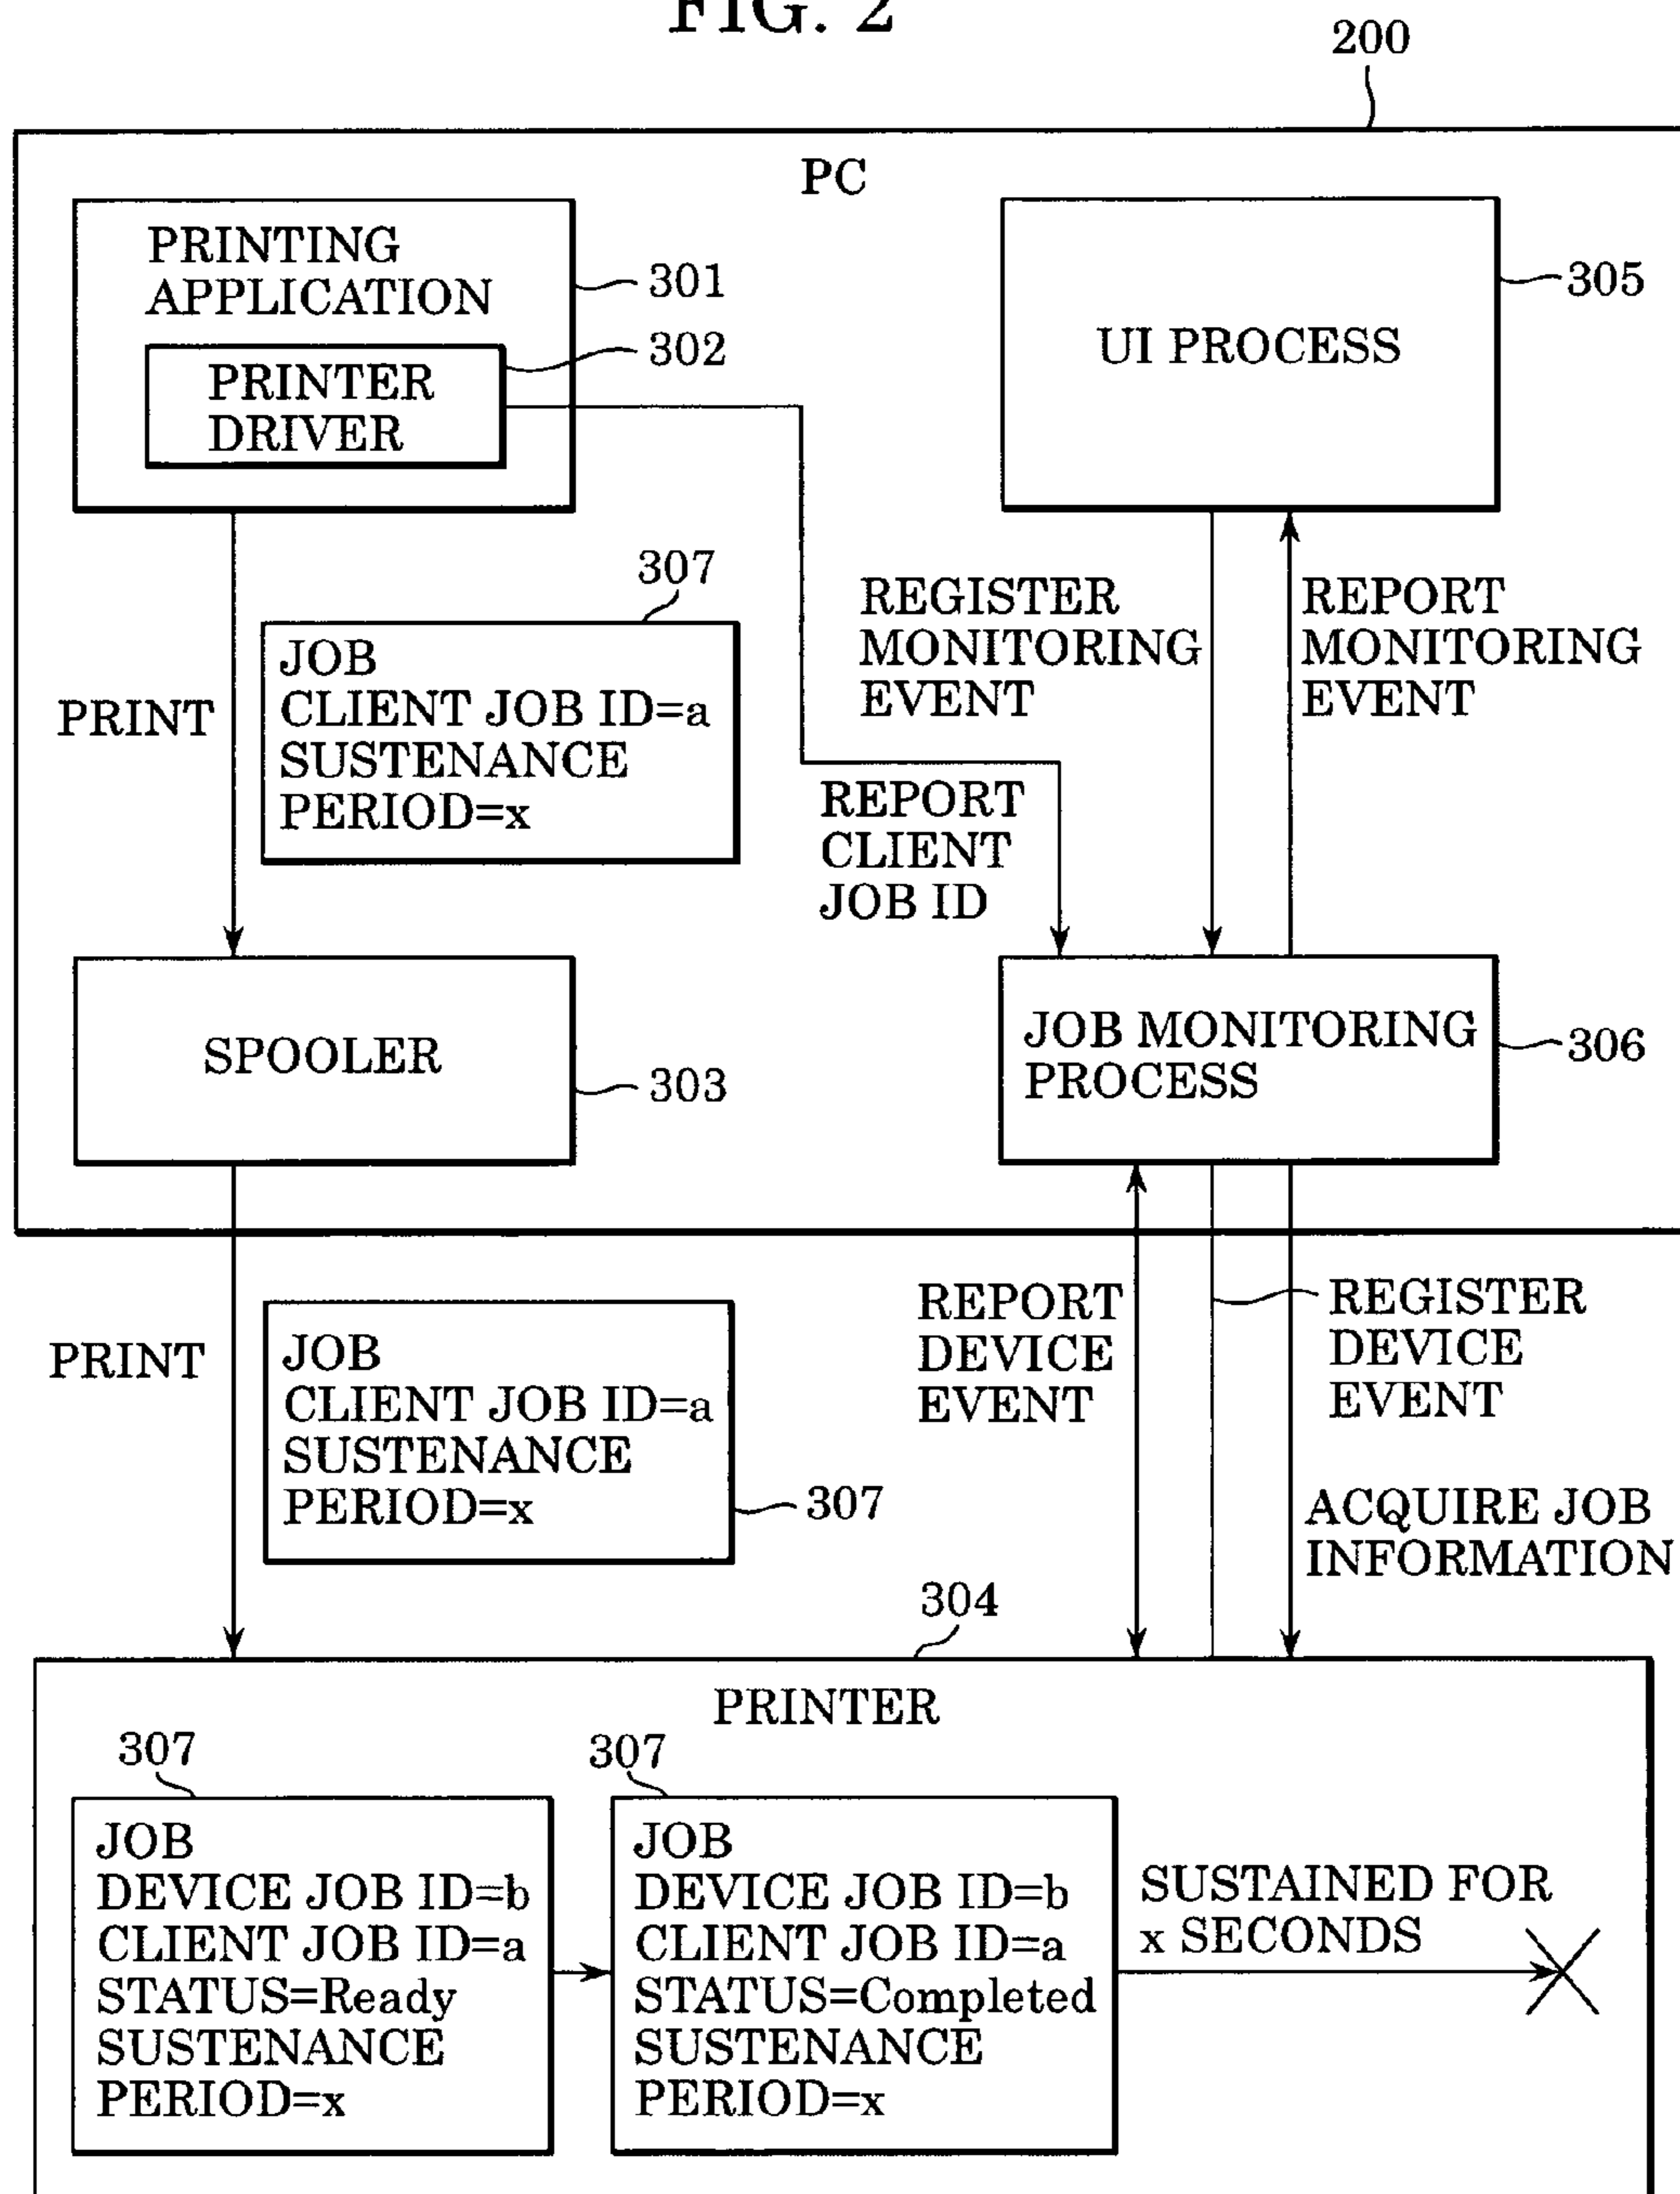 FIG. 2
200
PC
PRINTING
APPLICATION
301
302
PRINTER
DRIVER
UI PROCESS
305
PRINT
307
JOB
CLIENT JOB ID=a
SUSTENANCE
PERIOD=x
REGISTER
MONITORING
EVENT
REPORT
MONITORING
EVENT
REPORT
CLIENT
JOB ID
SPOOLER
303
JOB MONITORING
PROCESS
306
PRINT
JOB
CLIENT JOB ID=a
SUSTENANCE
PERIOD=x
307
REPORT
DEVICE
EVENT
REGISTER
DEVICE
EVENT
ACQUIRE JOB
INFORMATION
304
PRINTER
307
JOB
DEVICE JOB ID=b
CLIENT JOB ID=a
STATUS=Ready
SUSTENANCE
PERIOD=x
307
JOB
DEVICE JOB ID=b
CLIENT JOB ID=a
STATUS=Completed
SUSTENANCE
PERIOD=x
SUSTAINED FOR
x SECONDS